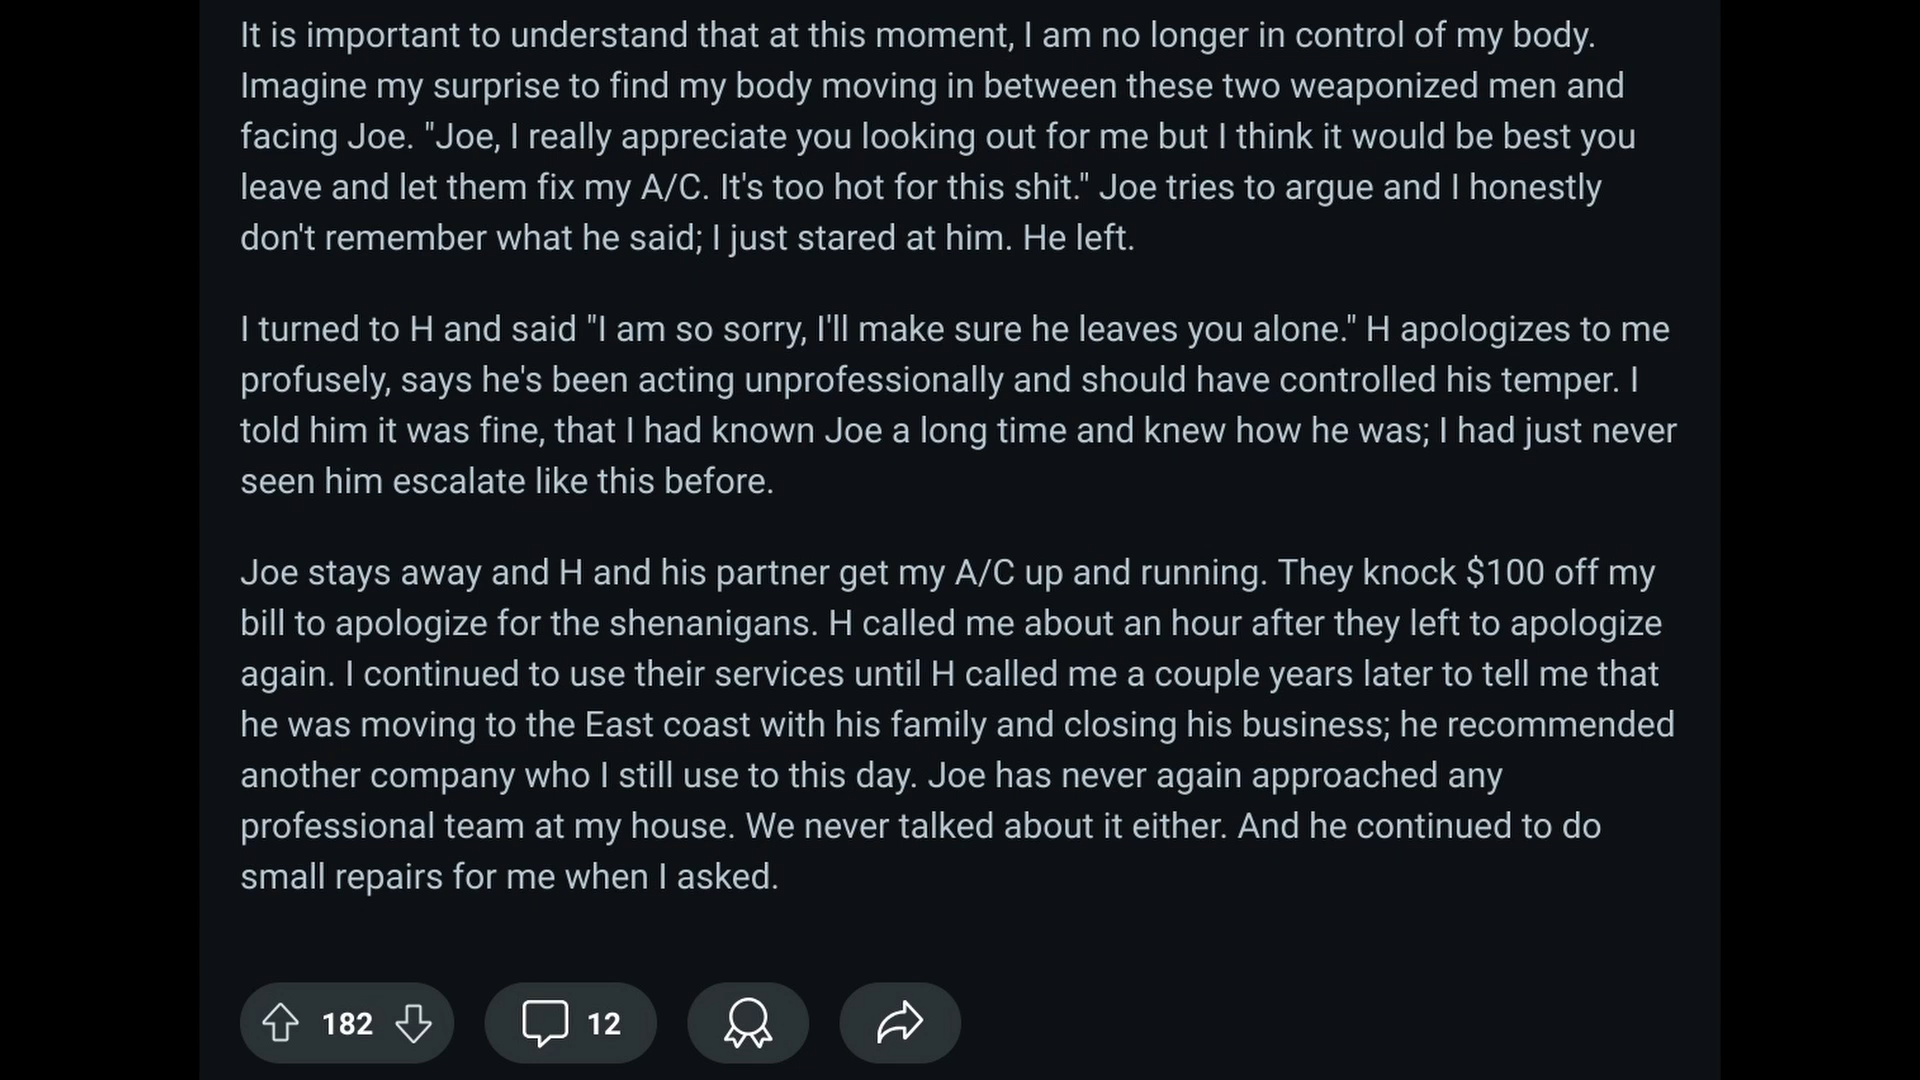 It is important to understand that at this moment, I am no longer in control of my body.
Imagine my surprise to find my body moving in between these two weaponized men and
facing Joe. "Joe, I really appreciate you looking out for me but I think it would be best you
leave and let them fix my A/C. It's too hot for this shit." Joe tries to argue and I honestly
don't remember what he said; I just stared at him. He left.
I turned to H and said "I am so sorry, I'll make sure he leaves you alone." H apologizes to me
profusely, says he's been acting unprofessionally and should have controlled his temper. I
told him it was fine, that I had known Joe a long time and knew how he was; I had just never
seen him escalate like this before.
Joe stays away and H and his partner get my A/C up and running. They knock $100 off my
bill to apologize for the shenanigans. H called me about an hour after they left to apologize
again. I continued to use their services until H called me a couple years later to tell me that
he was moving to the East coast with his family and closing his business; he recommended
another company who I still use to this day. Joe has never again approached any
professional team at my house. We never talked about it either. And he continued to do
small repairs for me when I asked.
182 12